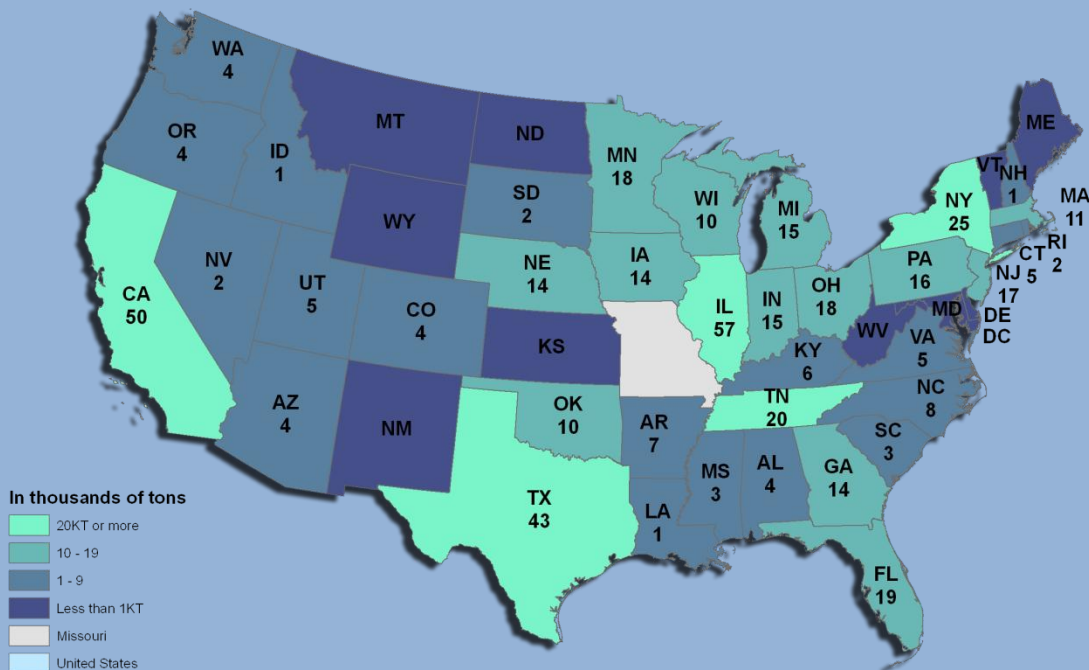 WA
4
MT
ND
ME
OR
4
ID
1
MN
18
VT
NH
1
SD
2
WI
10
MI
15
NY
25
MA
11
WY
RI
2
CT
5
NV
2
NE
14
IA
14
PA
16
NJ
17
UT
5
CA
50
CO
4
IL
57
IN
15
OH
18
MD
DE
DC
WV
KS
VA
5
KY
6
AZ
4
NM
OK
10
TN
20
NC
8
AR
7
SC
3
MS
3
AL
4
GA
14
TX
43
LA
1
FL
19
In thousands of tons
20KT or more
10 - 19
1 - 9
Less than 1KT
Missouri
United States